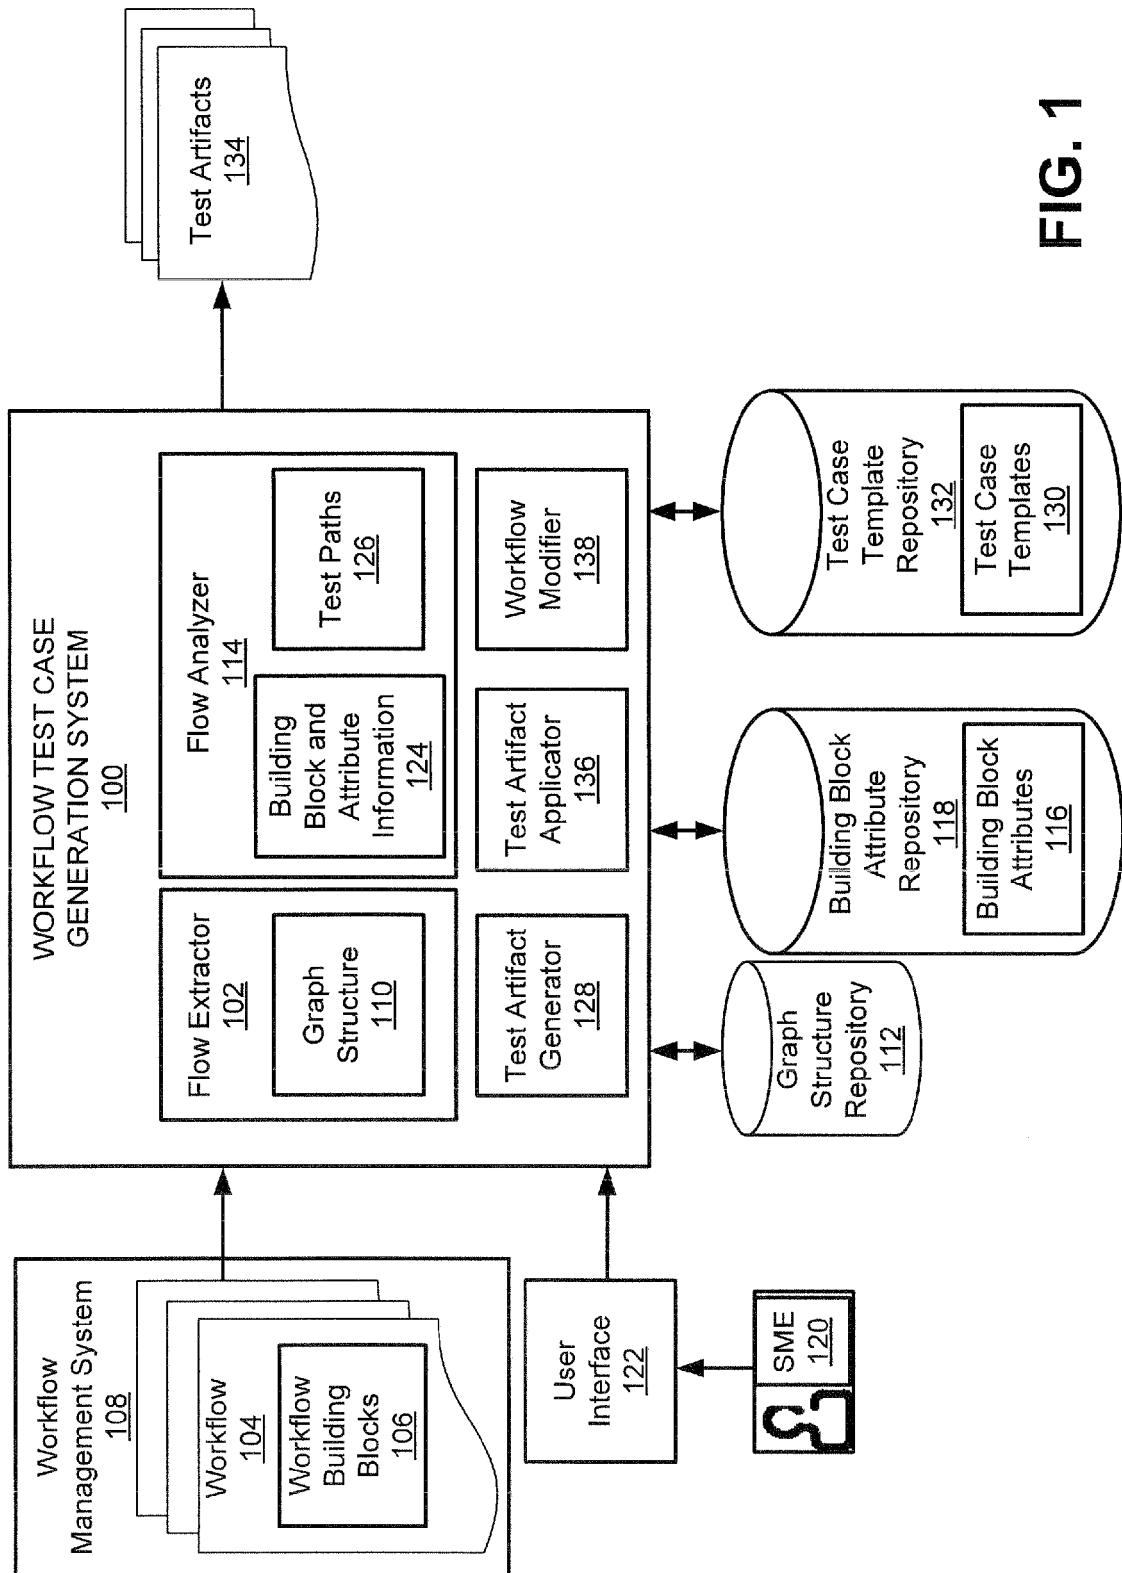 Workflow
Management System
108
Workflow
104
Workflow
Building
Blocks
106
User
Interface
122
SME
120
WORKFLOW TEST CASE
GENERATION SYSTEM
100
Flow Extractor
102
Graph
Structure
110
Flow Analyzer
114
Building
Block and
Attribute
Information
124
Test Paths
126
Test Artifact
Generator
128
Test Artifact
Applicator
136
Workflow
Modifier
138
Graph
Structure
Repository
112
Building Block
Attribute
Repository
118
Building Block
Attributes
116
Test Case
Template
Repository
132
Test Case
Templates
130
Test Artifacts
134
FIG. 1